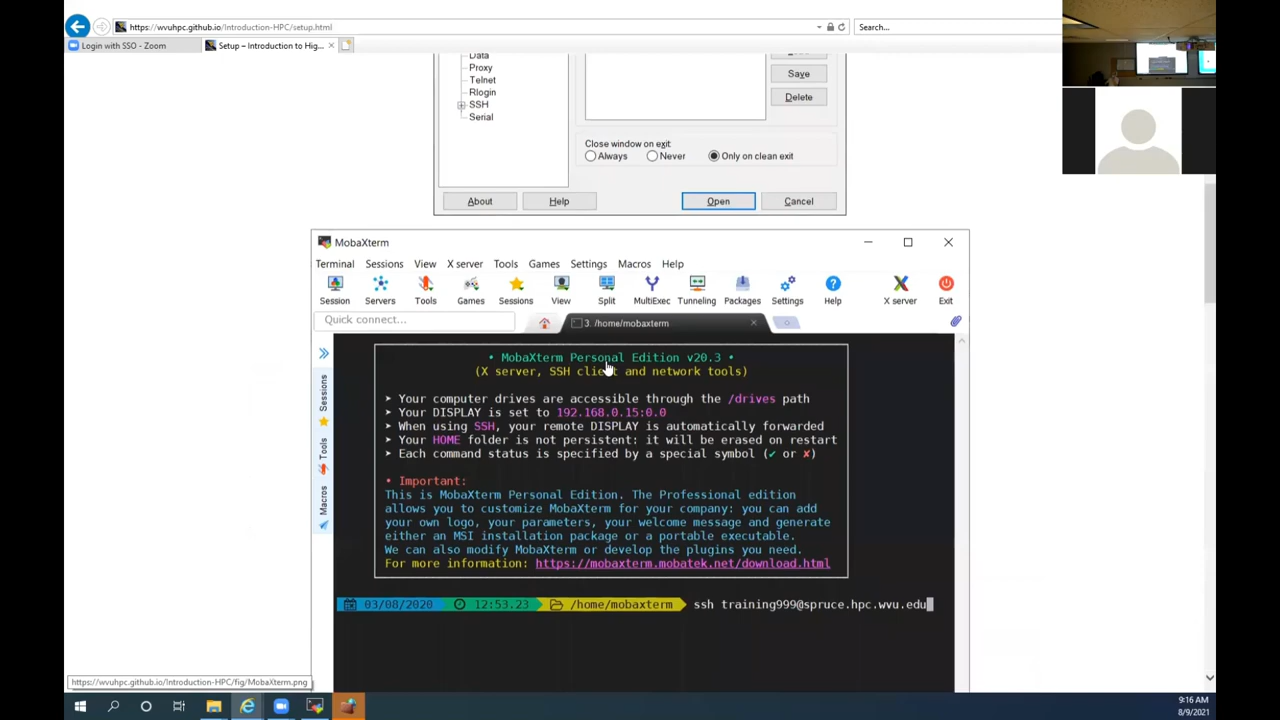 https://wvuhpc.github.io/Introduction-HPC/setup.html
Search...
Login with SSO - Zoom
Setup – Introduction to Hig...
Data
Proxy
Telnet
Rlogin
SSH
Serial
Save
Delete
Close window on exit
Always
Never
Only on clean exit
About
Help
Open
Cancel
MobaXterm
Terminal Sessions View X server Tools Games Settings Macros Help
Session Servers Tools Games Sessions View Split MultiExec Tunneling Packages Settings Help X server Exit
Quick connect...
3. /home/mobaxterm
Sessions
Tools
Macros
• MobaXterm Personal Edition v20.3 •
(X server, SSH client and network tools)
➤ Your computer drives are accessible through the /drives path
➤ Your DISPLAY is set to 192.168.0.15:0.0
➤ When using SSH, your remote DISPLAY is automatically forwarded
➤ Your HOME folder is not persistent: it will be erased on restart
➤ Each command status is specified by a special symbol (✔ or ✘)
• Important:
This is MobaXterm Personal Edition. The Professional edition
allows you to customize MobaXterm for your company: you can add
your own logo, your parameters, your welcome message and generate
either an MSI installation package or a portable executable.
We can also modify MobaXterm or develop the plugins you need.
For more information: https://mobaxterm.mobatek.net/download.html
03/08/2020 12:53.23 /home/mobaxterm ssh training999@spruce.hpc.wvu.edu
https://wvuhpc.github.io/Introduction-HPC/fig/MobaXterm.png
9:16 AM
8/9/2021